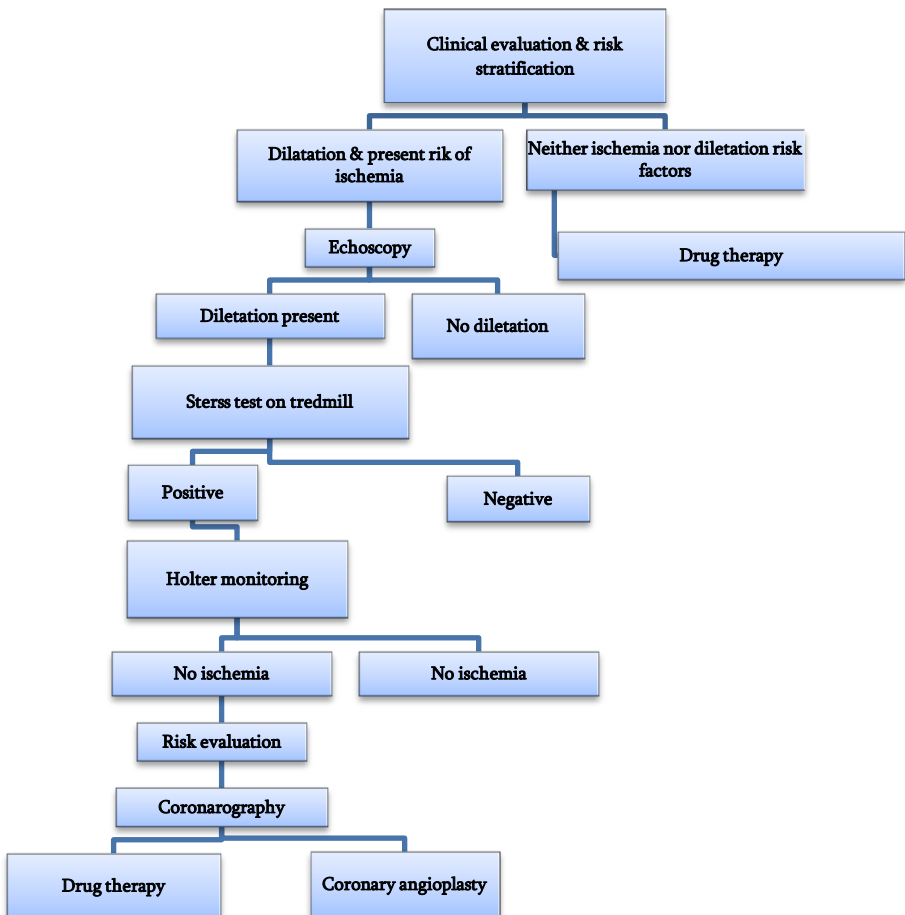 Clinical evaluation & risk
stratification
Dilatation & present rik of
ischemia
Neither ischemia nor diletation risk
factors
Echoscopy
Drug therapy
Diletation present
No diletation
Sterss test on tredmill
Positive
Negative
Holter monitoring
No ischemia
No ischemia
Risk evaluation
Coronarography
Drug therapy
Coronary angioplasty